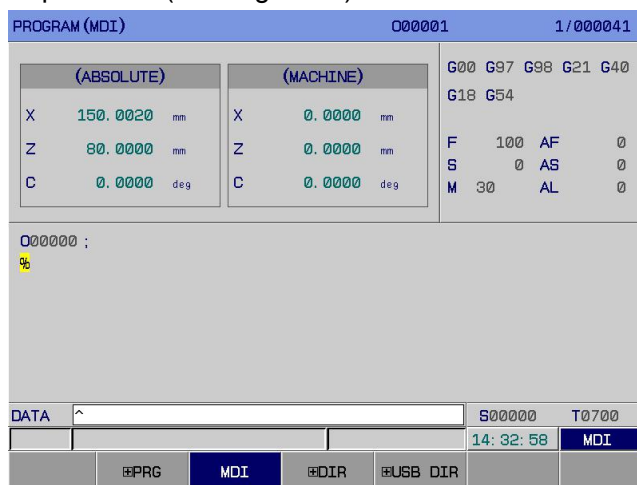 PROGRAM(MDI) O00001 1/000041
(ABSOLUTE) (MACHINE) G00 G97 G98 G21 G40
G18 G54
X 150.0020 mm X 0.0000 mm
Z 80.0000 mm Z 0.0000 mm F 100 AF 0
S 0 AS 0
C 0.0000 deg C 0.0000 deg M 30 AL 0
O00000 ;
%
DATA ^ S00000 T0700
14:32:58 MDI
⊞PRG MDI ⊞DIR ⊞USB DIR